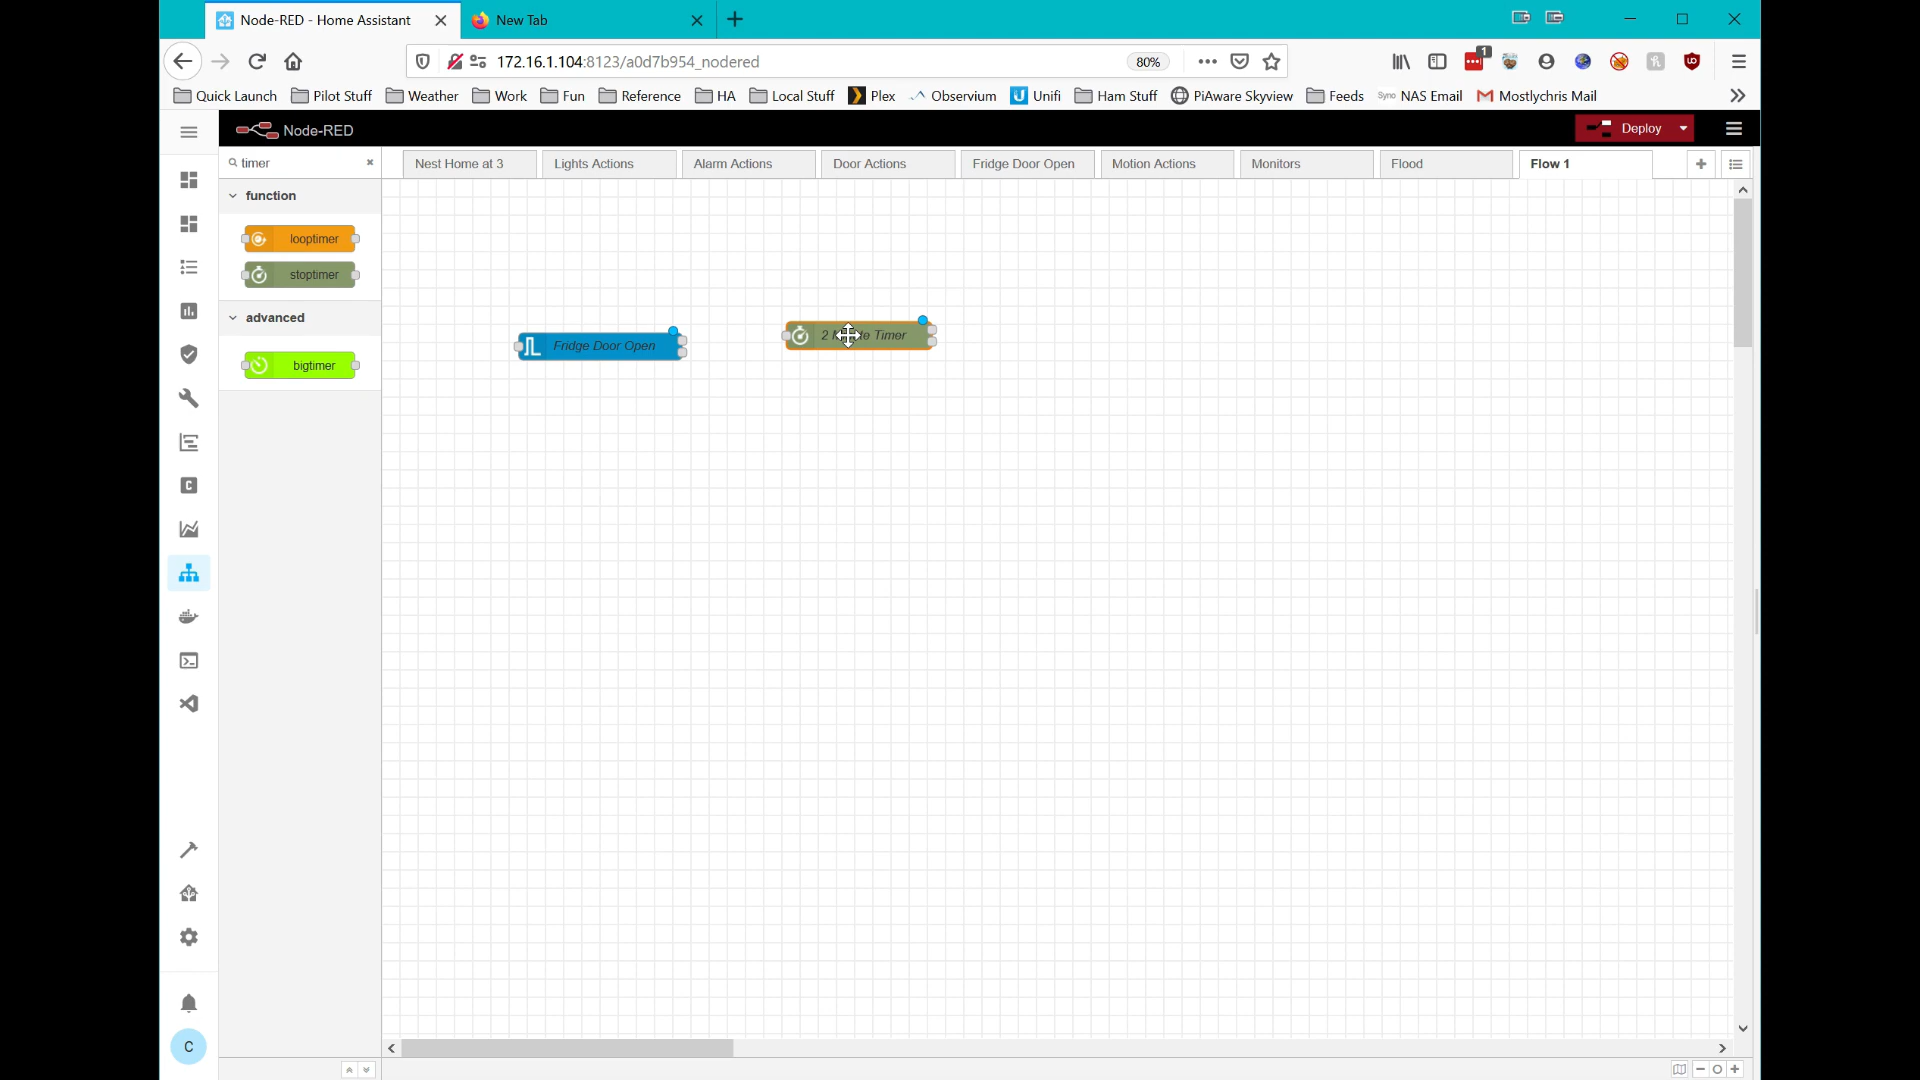 Node-RED - Home Assistant
New Tab
172.16.1.104:8123/a0d7b954_nodered
80%
1
Quick Launch
Pilot Stuff
Weather
Work
Fun
Reference
HA
Local Stuff
Plex
Observium
Unifi
Ham Stuff
PiAware Skyview
Feeds
Syno NAS Email
Mostlychris Mail
Node-RED
Deploy
timer
Nest Home at 3
Lights Actions
Alarm Actions
Door Actions
Fridge Door Open
Motion Actions
Monitors
Flood
Flow 1
function
looptimer
stoptimer
advanced
bigtimer
Fridge Door Open
2 Timer
C
C